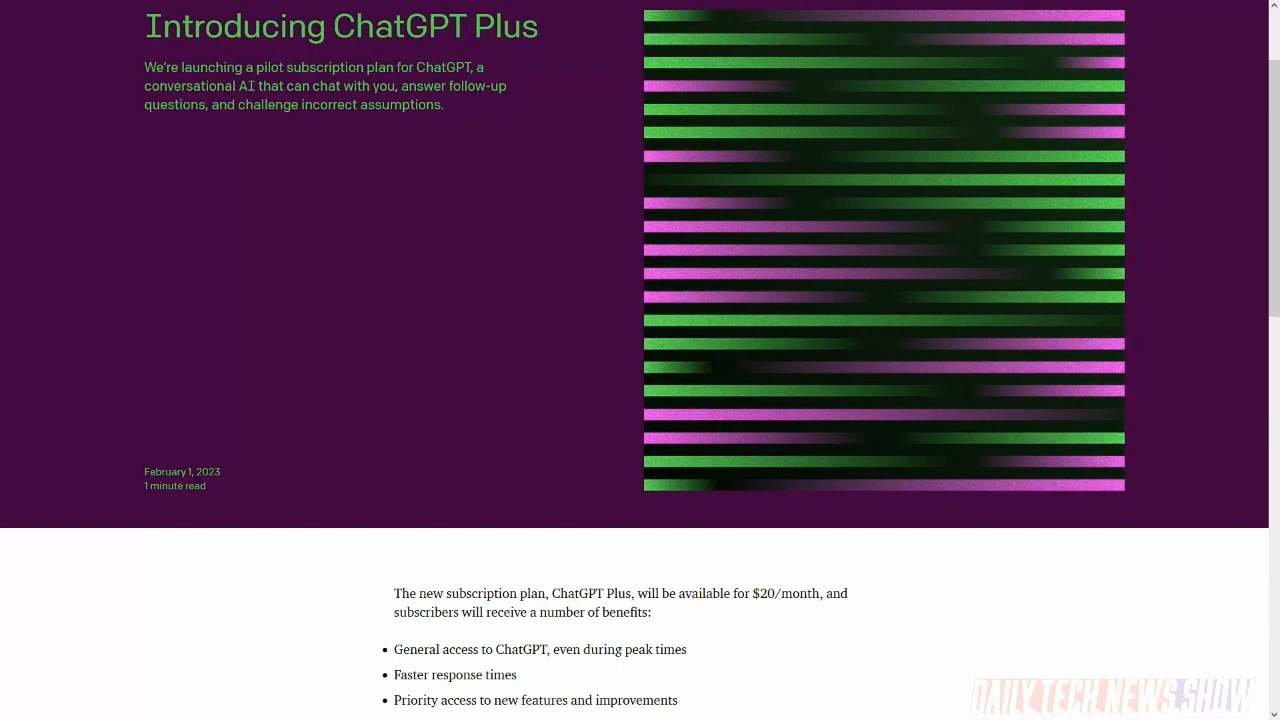 Introducing ChatGPT Plus
We’re launching a pilot subscription plan for ChatGPT, a
conversational AI that can chat with you, answer follow-up
questions, and challenge incorrect assumptions.
February 1, 2023
1 minute read
The new subscription plan, ChatGPT Plus, will be available for $20/month, and
subscribers will receive a number of benefits:
• General access to ChatGPT, even during peak times
• Faster response times
• Priority access to new features and improvements
DAILY TECH NEWS SHOW